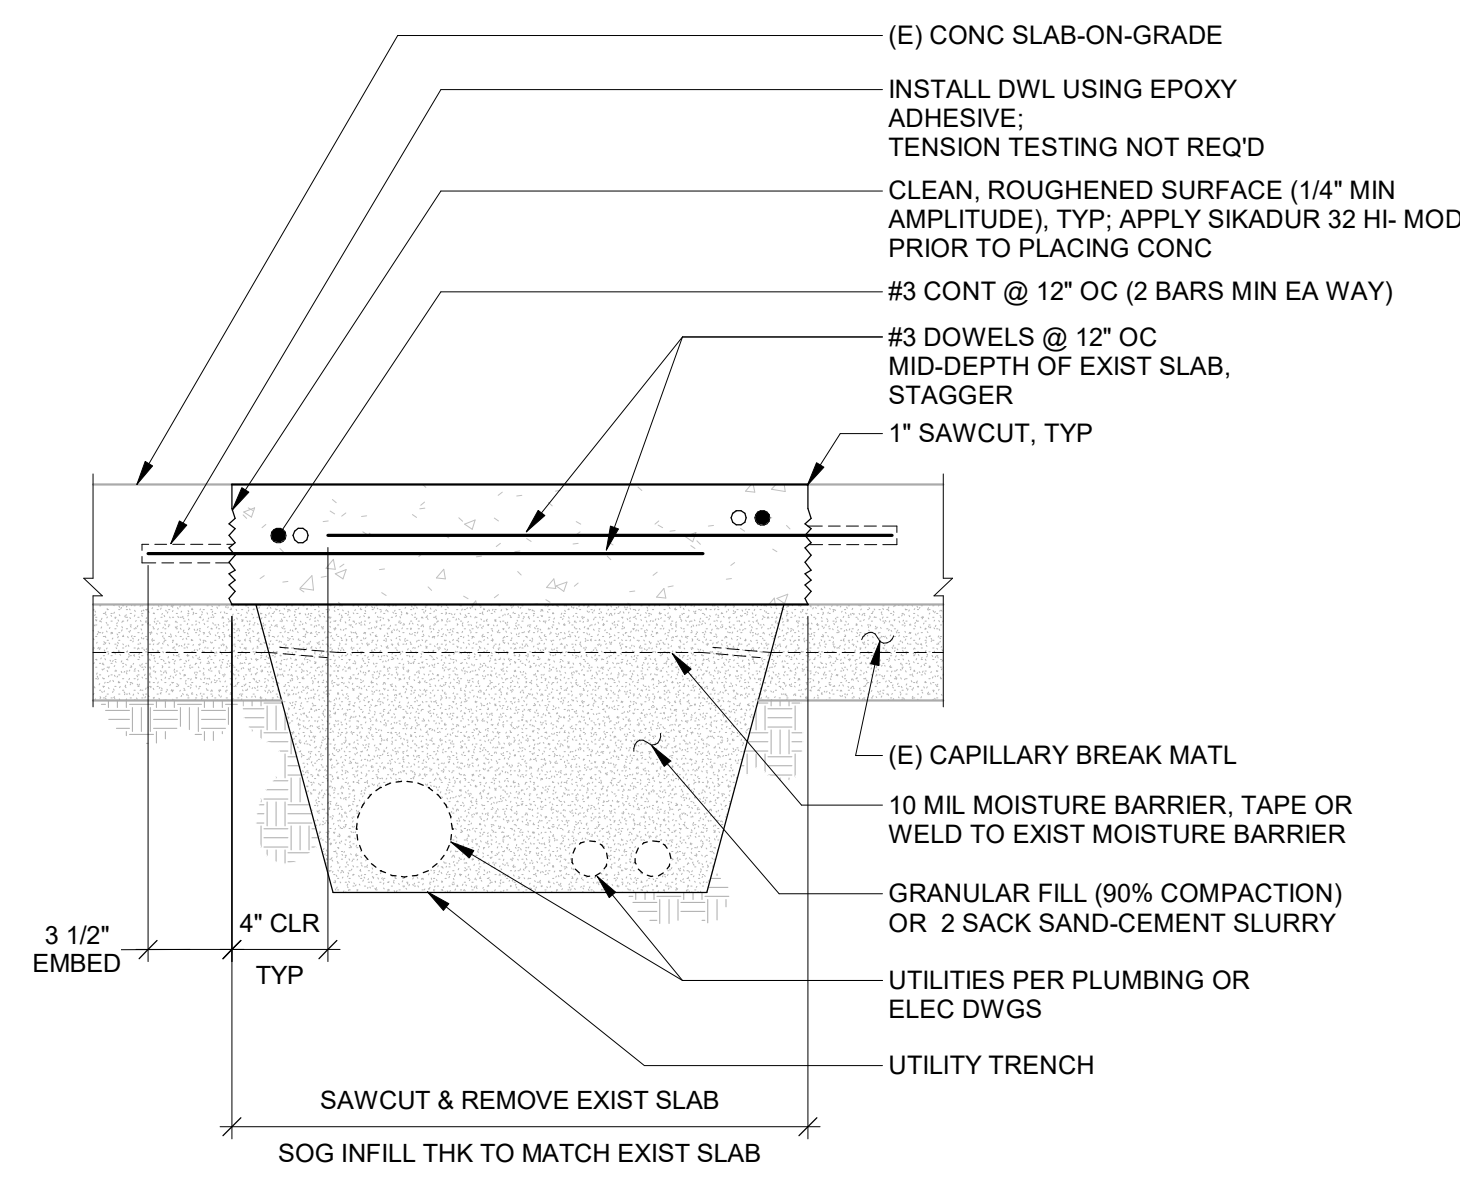 (E) CONC SLAB-ON-GRADE
INSTALL DWL USING EPOXY
ADHESIVE;
TENSION TESTING NOT REQ'D
CLEAN, ROUGHENED SURFACE (1/4" MIN
AMPLITUDE), TYP; APPLY SIKADUR 32 HI- MOD
PRIOR TO PLACING CONC
#3 CONT @ 12" OC (2 BARS MIN EA WAY)
#3 DOWELS @ 12" OC
MID-DEPTH OF EXIST SLAB,
STAGGER
1" SAWCUT, TYP
(E) CAPILLARY BREAK MATL
10 MIL MOISTURE BARRIER, TAPE OR
WELD TO EXIST MOISTURE BARRIER
GRANULAR FILL (90% COMPACTION)
OR 2 SACK SAND-CEMENT SLURRY
3 1/2"
EMBED
4" CLR
TYP
UTILITIES PER PLUMBING OR
ELEC DWGS
UTILITY TRENCH
SAWCUT & REMOVE EXIST SLAB
SOG INFILL THK TO MATCH EXIST SLAB